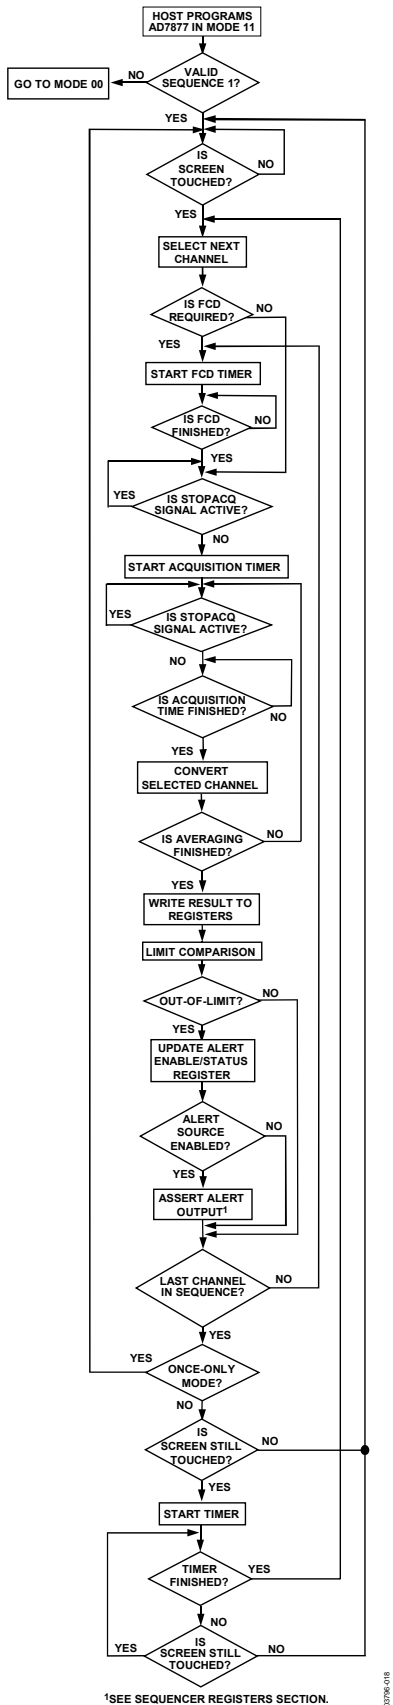 HOST PROGRAMS
AD7877 IN MODE 11
NO
VALID
SEQUENCE 1?
GO TO MODE 00
YES
IS
SCREEN
TOUCHED?
NO
YES
SELECT NEXT
CHANNEL
IS FCD
REQUIRED?
NO
YES
START FCD TIMER
IS FCD
FINISHED?
NO
YES
YES
IS STOPACQ
SIGNAL ACTIVE?
NO
START ACQUISITION TIMER
YES
IS STOPACQ
SIGNAL ACTIVE?
NO
IS ACQUISITION
TIME FINISHED?
NO
YES
CONVERT
SELECTED CHANNEL
IS AVERAGING
FINISHED?
NO
YES
WRITE RESULT TO
REGISTERS
LIMIT COMPARISON
OUT-OF-LIMIT?
NO
YES
UPDATE ALERT
ENABLE/STATUS
REGISTER
ALERT
SOURCE
ENABLED?
NO
YES
ASSERT ALERT
OUTPUT1
LAST CHANNEL
IN SEQUENCE?
NO
YES
YES
ONCE-ONLY
MODE?
NO
IS
SCREEN STILL
TOUCHED?
NO
YES
START TIMER
TIMER
FINISHED?
YES
NO
IS
SCREEN STILL
TOUCHED?
YES
NO
1SEE SEQUENCER REGISTERS SECTION.
03796-018